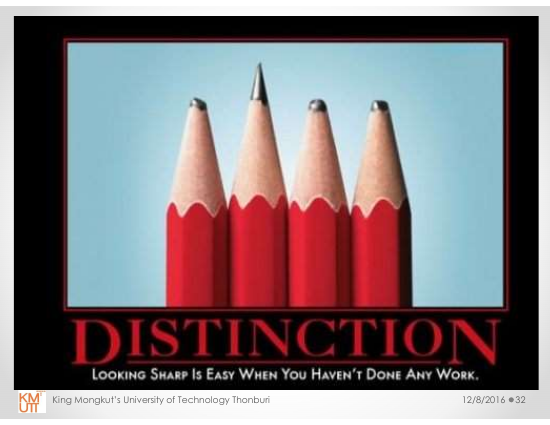 DISTINCTION
LOOKING SHARP IS EASY WHEN YOU HAVEN'T DONE ANY WORK.
KMUTT King Mongkut's University of Technology Thonburi 12/8/2016 ● 32